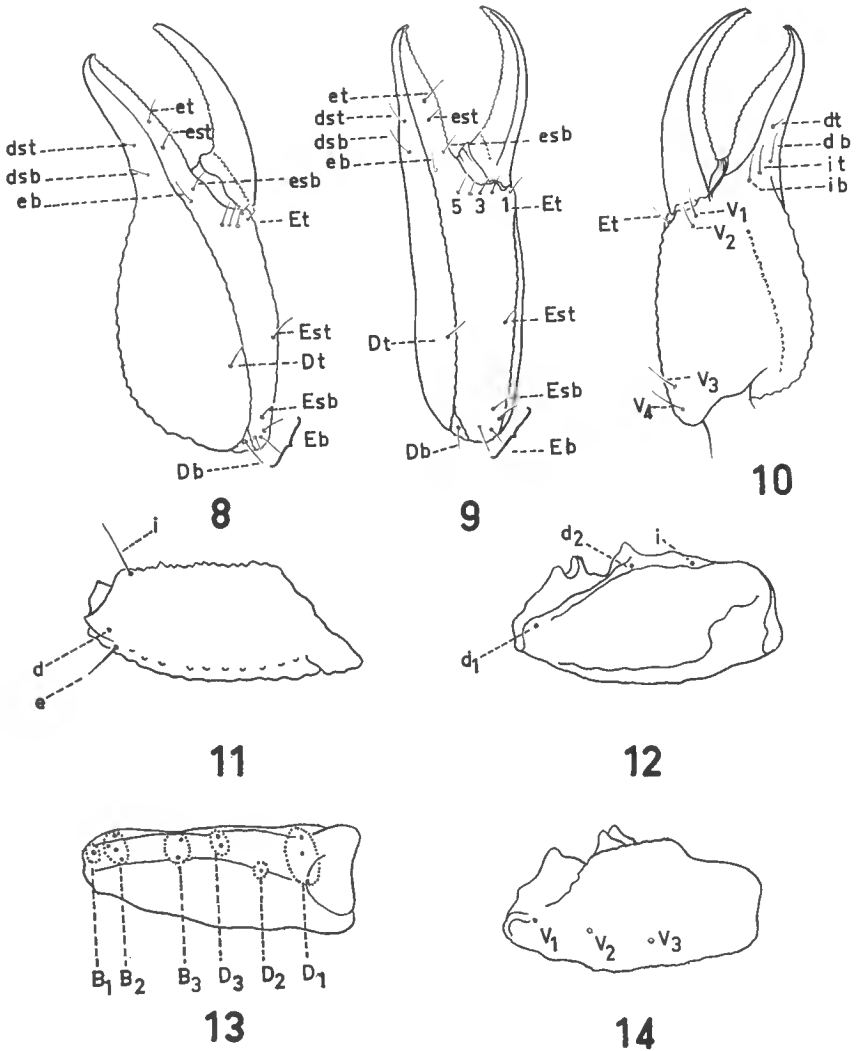 et
est
dst
dsb
eb
esb
Et
Est
Dt
Esb
Eb
Db
8
et
dst
est
dsb
esb
eb
5 3 1
Et
Est
Dt
Esb
Db
Eb
9
dt
db
it
ib
Et
V1
V2
V3
V4
10
i
d
e
11
d2
i
d1
12
B1 B2 B3 D3 D2 D1
13
V1 V2 V3
14